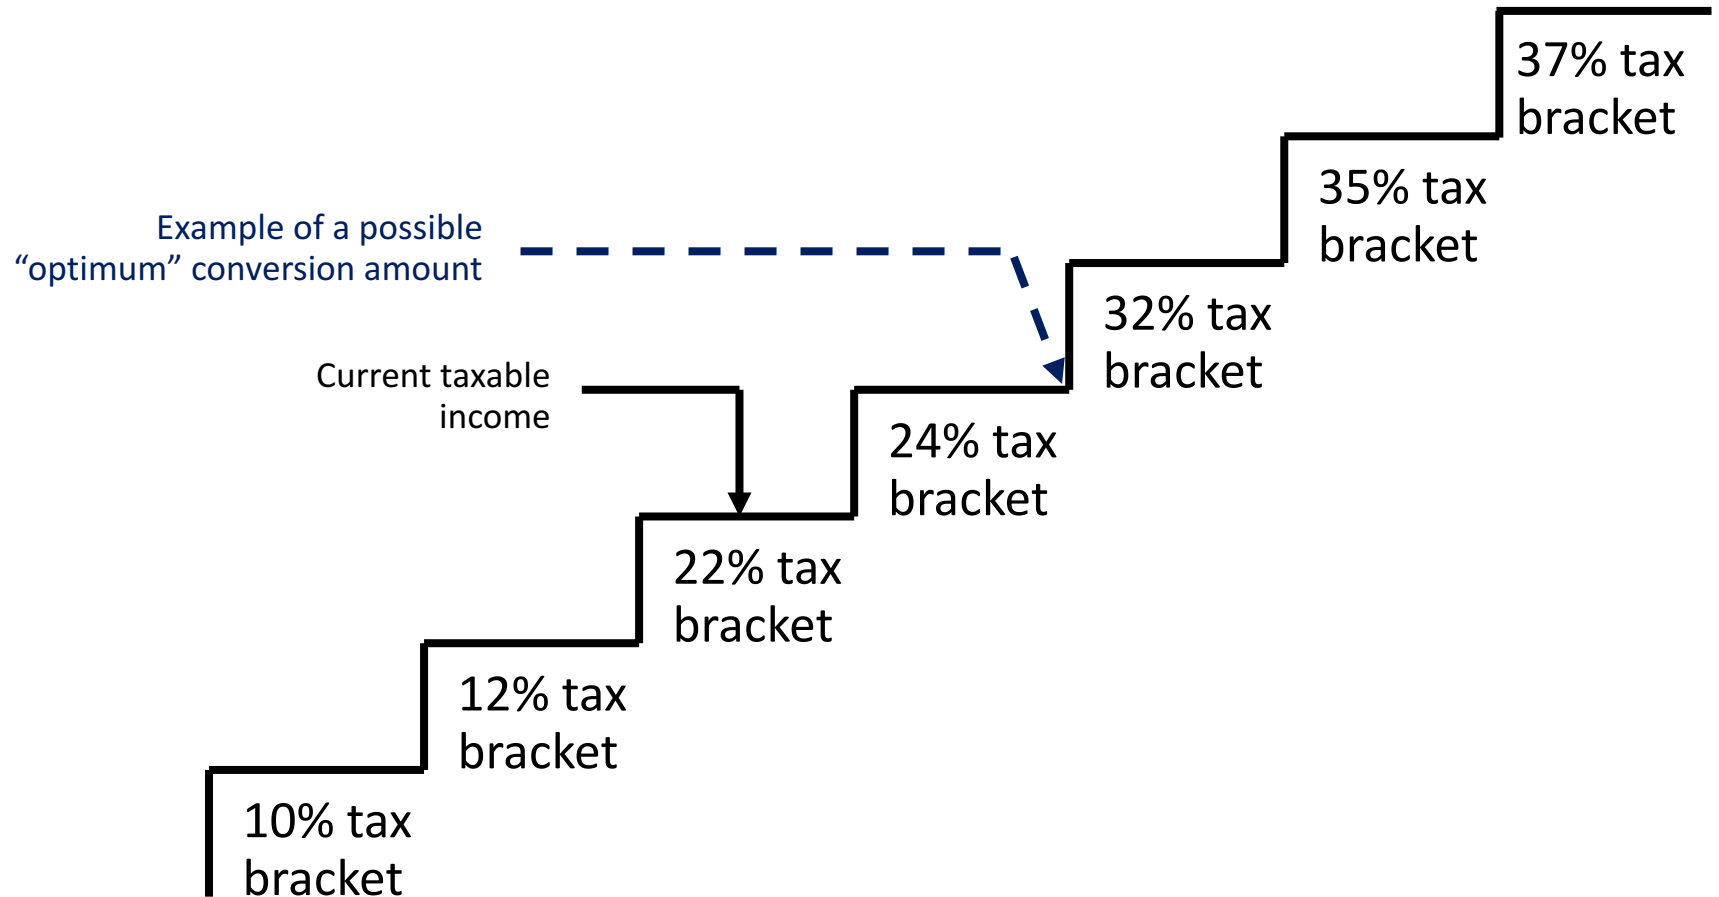 37% tax
bracket
35% tax
bracket
Example of a possible
“optimum” conversion amount
32% tax
bracket
Current taxable
income
24% tax
bracket
22% tax
bracket
12% tax
bracket
10% tax
bracket